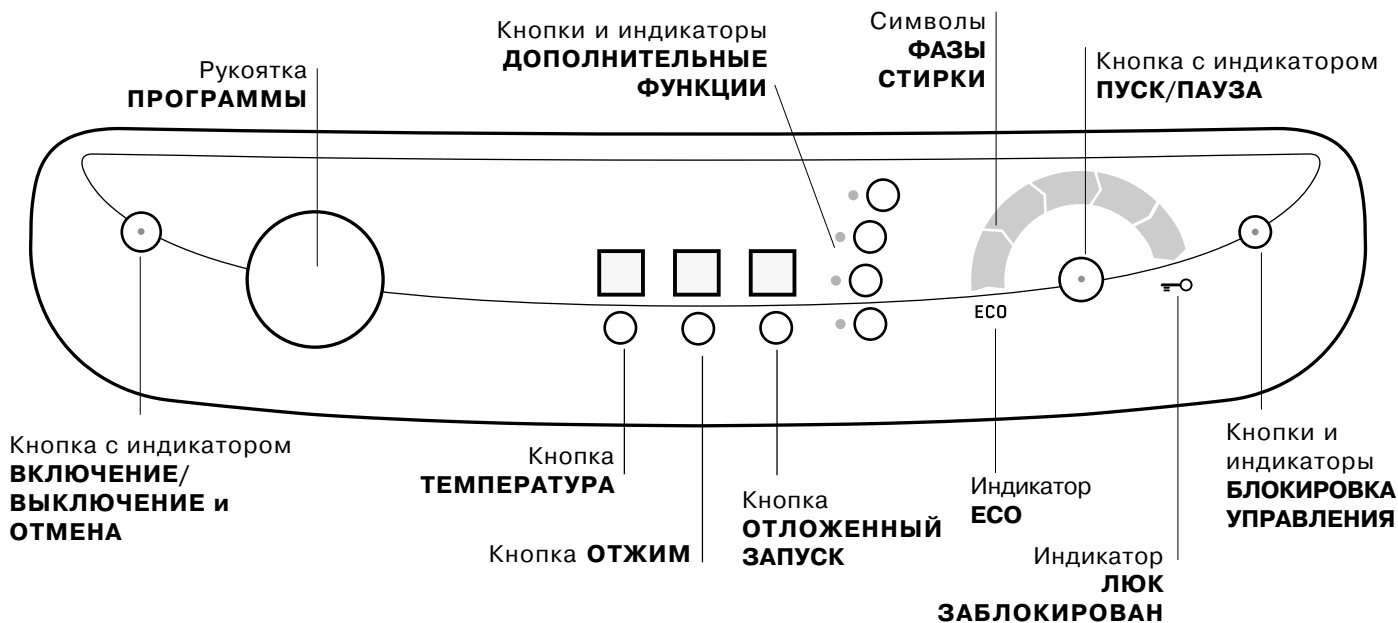 Рукоятка
ПРОГРАММЫ
Кнопки и индикаторы
ДОПОЛНИТЕЛЬНЫЕ
ФУНКЦИИ
Символы
ФАЗЫ
СТИРКИ
Кнопка с индикатором
ПУСК/ПАУЗА
ECO
Кнопка с индикатором
ВКЛЮЧЕНИЕ/
ВЫКЛЮЧЕНИЕ и
ОТМЕНА
Кнопка
ТЕМПЕРАТУРА
Кнопка ОТЖИМ
Кнопка
ОТЛОЖЕННЫЙ
ЗАПУСК
Индикатор
ECO
Индикатор
ЛЮК
ЗАБЛОКИРОВАН
Кнопки и
индикаторы
БЛОКИРОВКА
УПРАВЛЕНИЯ